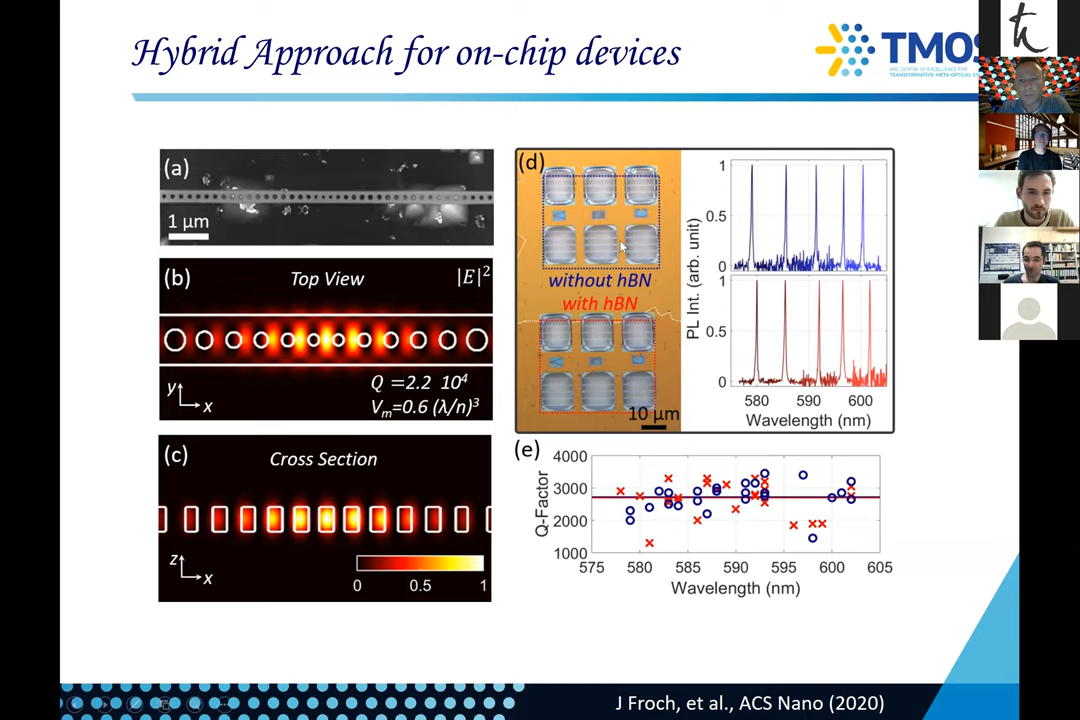 Hybrid Approach for on-chip devices
TMOS
ARC CENTRE OF EXCELLENCE FOR
TRANSFORMATIVE META-OPTICAL
th
(a)
1 μm
(b)
Top View
|E|²
Q =2.2 10⁴
Vₘ=0.6 (λ/n)³
y
x
(c)
Cross Section
z
x
0 0.5 1
(d)
without hBN
with hBN
10 μm
PL Int. (arb. unit)
1
0.5
0
1
0.5
0
580 590 600
Wavelength (nm)
(e)
Q-Factor
4000
3000
2000
1000
575 580 585 590 595 600 605
Wavelength (nm)
J Froch, et al., ACS Nano (2020)